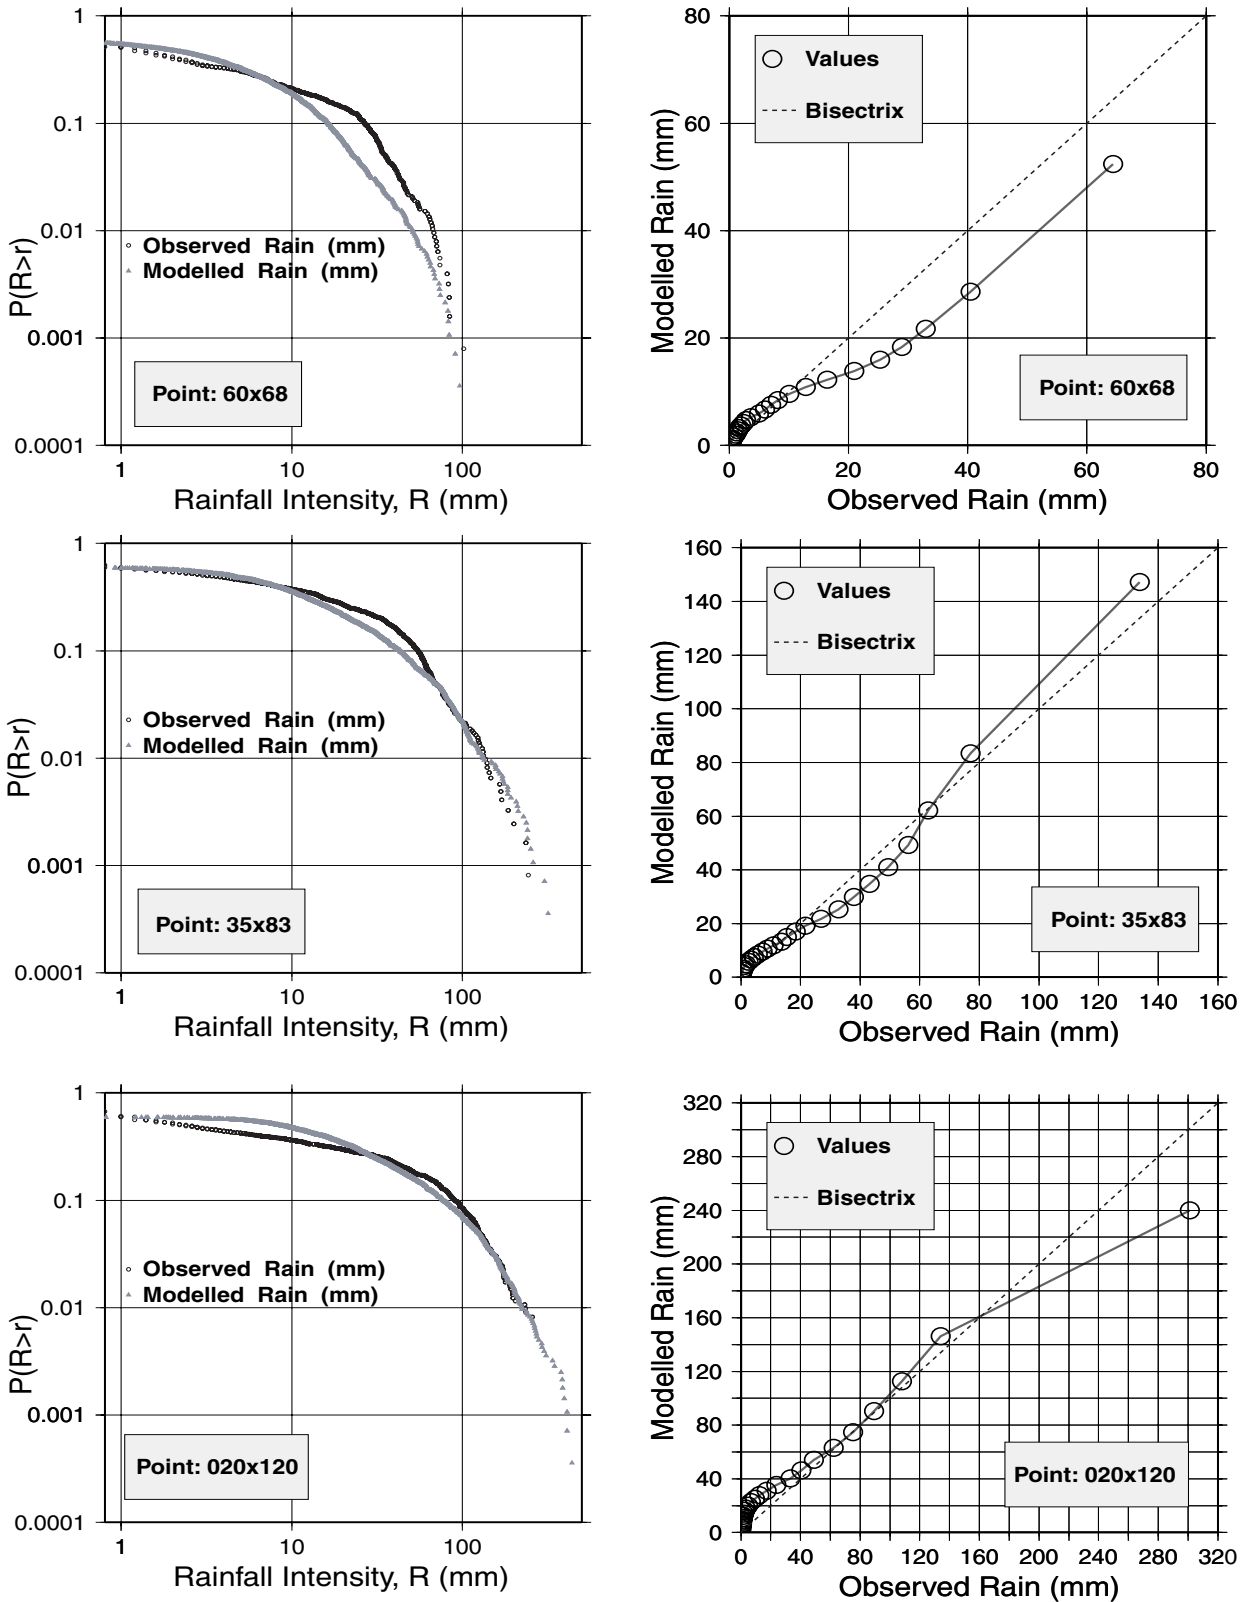 1
0.1
0.01
0.001
0.0001
P(R>r)
Observed Rain (mm)
Modelled Rain (mm)
Point: 60x68
1 10 100
Rainfall Intensity, R (mm)
80
60
40
20
0
Modelled Rain (mm)
Values
Bisectrix
Point: 60x68
0 20 40 60 80
Observed Rain (mm)
1
0.1
0.01
0.001
0.0001
P(R>r)
Observed Rain (mm)
Modelled Rain (mm)
Point: 35x83
1 10 100
Rainfall Intensity, R (mm)
160
140
120
100
80
60
40
20
0
Modelled Rain (mm)
Values
Bisectrix
Point: 35x83
0 20 40 60 80 100 120 140 160
Observed Rain (mm)
1
0.1
0.01
0.001
0.0001
P(R>r)
Observed Rain (mm)
Modelled Rain (mm)
Point: 020x120
1 10 100
Rainfall Intensity, R (mm)
320
280
240
200
160
120
80
40
0
Modelled Rain (mm)
Values
Bisectrix
Point: 020x120
0 40 80 120 160 200 240 280 320
Observed Rain (mm)